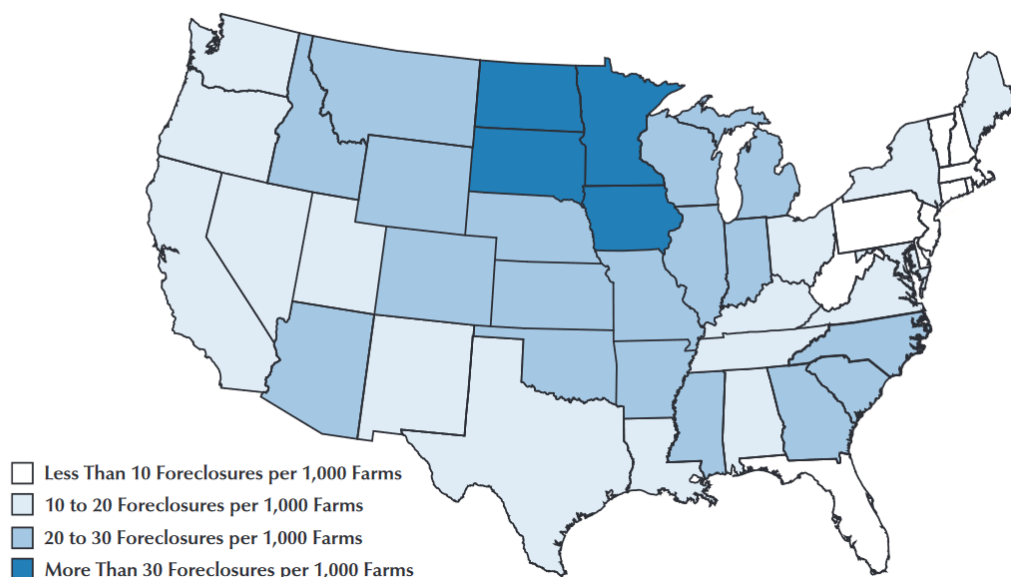 Less Than 10 Foreclosures per 1,000 Farms
10 to 20 Foreclosures per 1,000 Farms
20 to 30 Foreclosures per 1,000 Farms
More Than 30 Foreclosures per 1,000 Farms